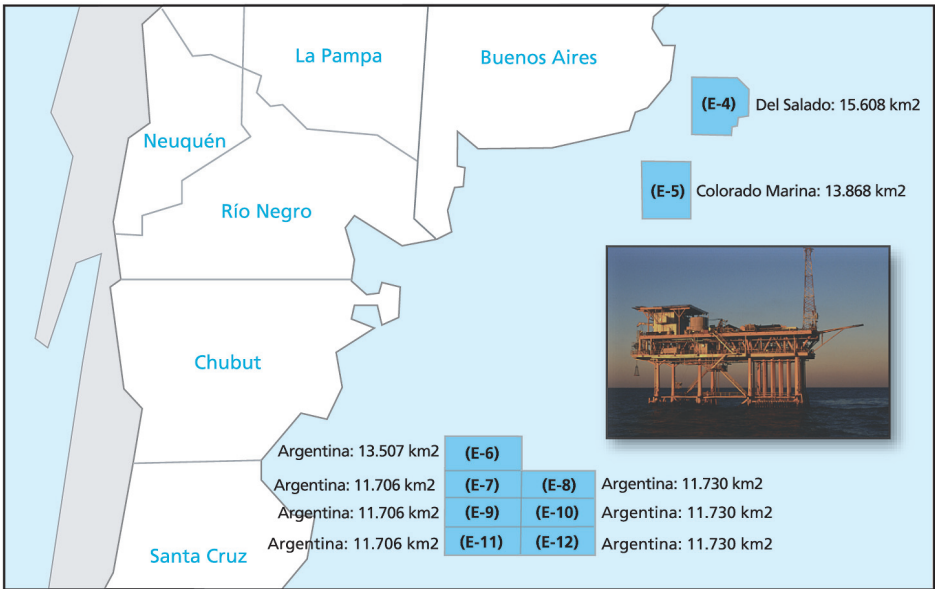 La Pampa
Buenos Aires
(E-4) Del Salado: 15.608 km2
Neuquén
(E-5) Colorado Marina: 13.868 km2
Río Negro
Chubut
Argentina: 13.507 km2 (E-6)
Argentina: 11.706 km2 (E-7) (E-8) Argentina: 11.730 km2
Argentina: 11.706 km2 (E-9) (E-10) Argentina: 11.730 km2
Argentina: 11.706 km2 (E-11) (E-12) Argentina: 11.730 km2
Santa Cruz